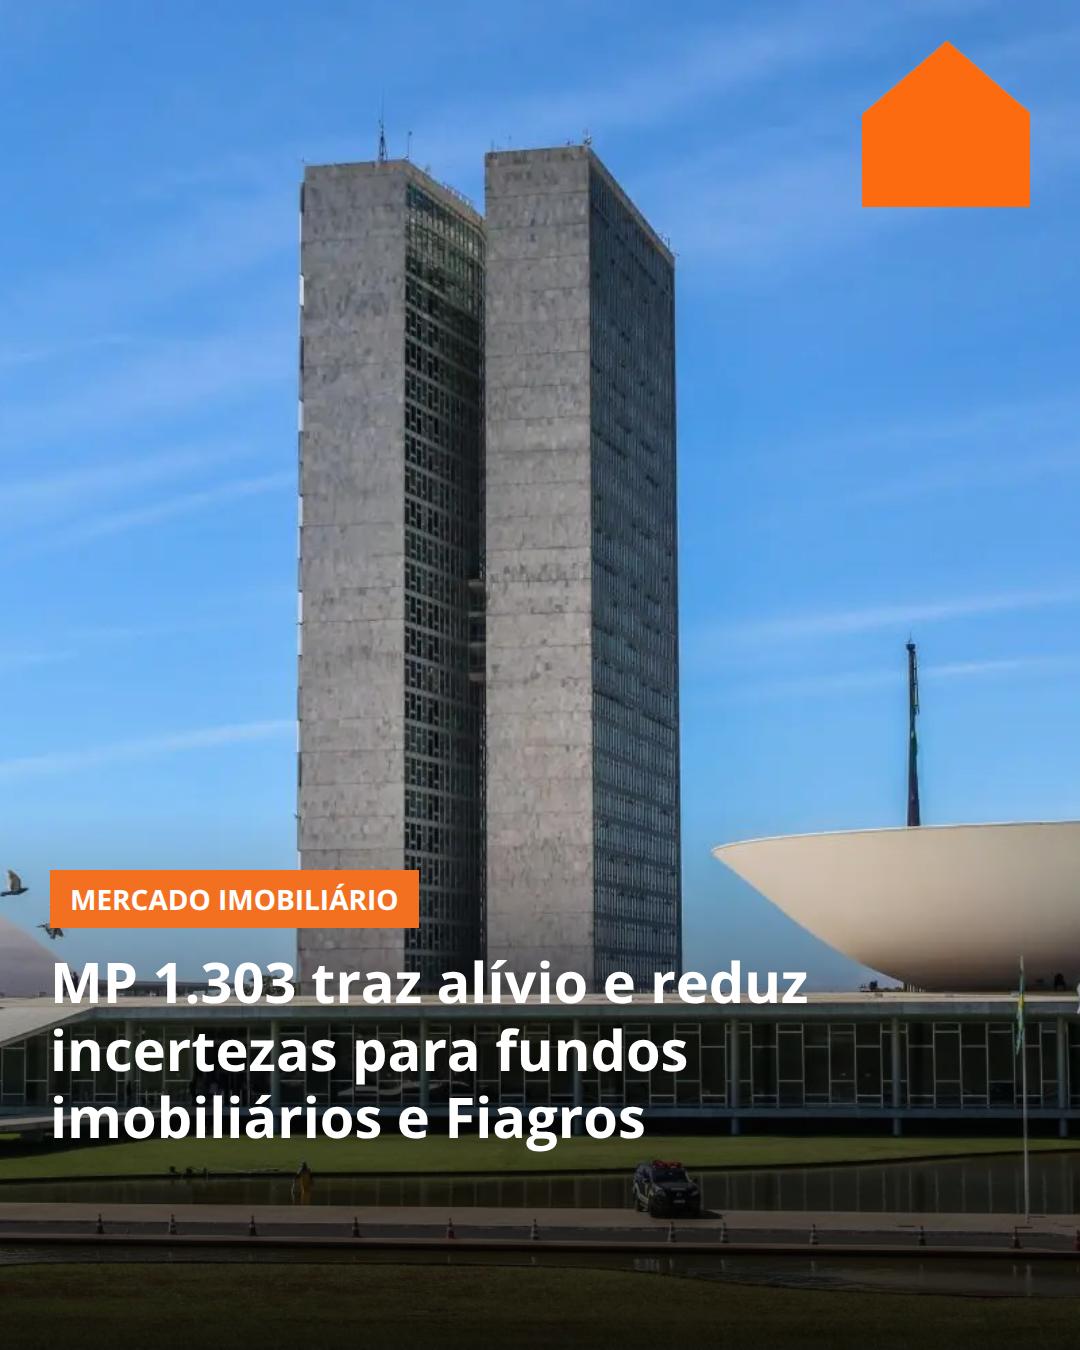 MERCADO IMOBILIÁRIO
MP 1.303 traz alívio e reduz
incertezas para fundos
imobiliários e Fiagros